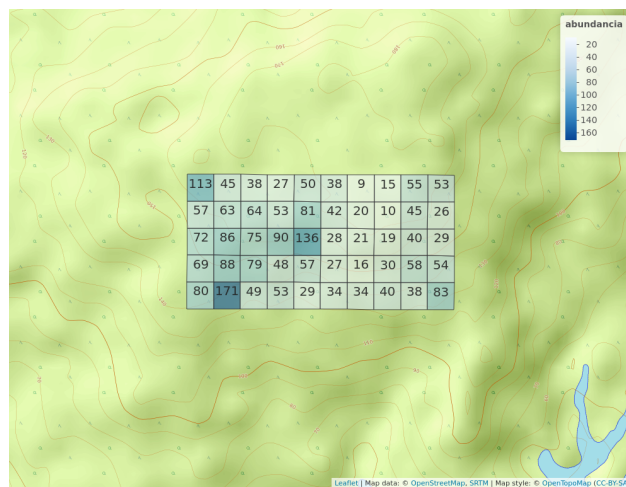 abundancia
20
40
60
80
100
120
140
160
113 45 38 27 50 38 9 15 55 53
57 63 64 53 81 42 20 10 45 26
72 86 75 90 136 28 21 19 40 29
69 88 79 48 57 27 16 30 58 54
80 171 49 53 29 34 34 40 38 83
Leaflet | Map data: © OpenStreetMap, SRTM | Map style: © OpenTopoMap (CC-BY-SA